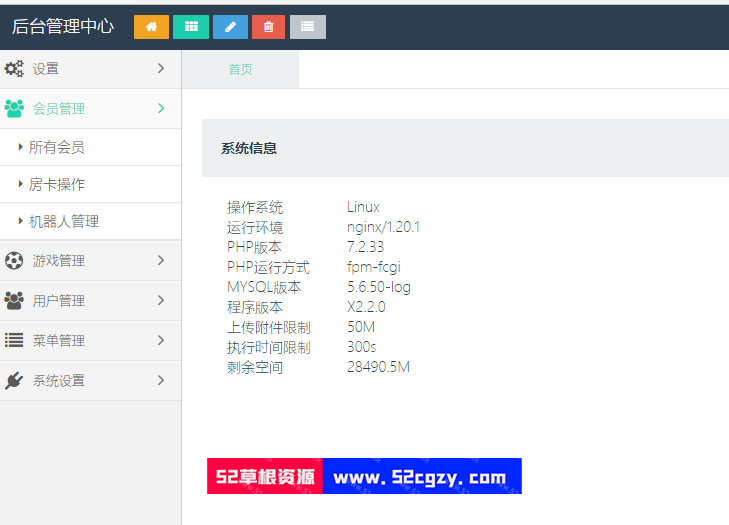 后台管理中心
设置
会员管理
所有会员
房卡操作
机器人管理
游戏管理
用户管理
菜单管理
系统设置
首页
系统信息
操作系统 Linux
运行环境 nginx/1.20.1
PHP版本 7.2.33
PHP运行方式 fpm-fcgi
MYSQL版本 5.6.50-log
程序版本 X2.2.0
上传附件限制 50M
执行时间限制 300s
剩余空间 28490.5M
52草根资源 www.52cgzy.com